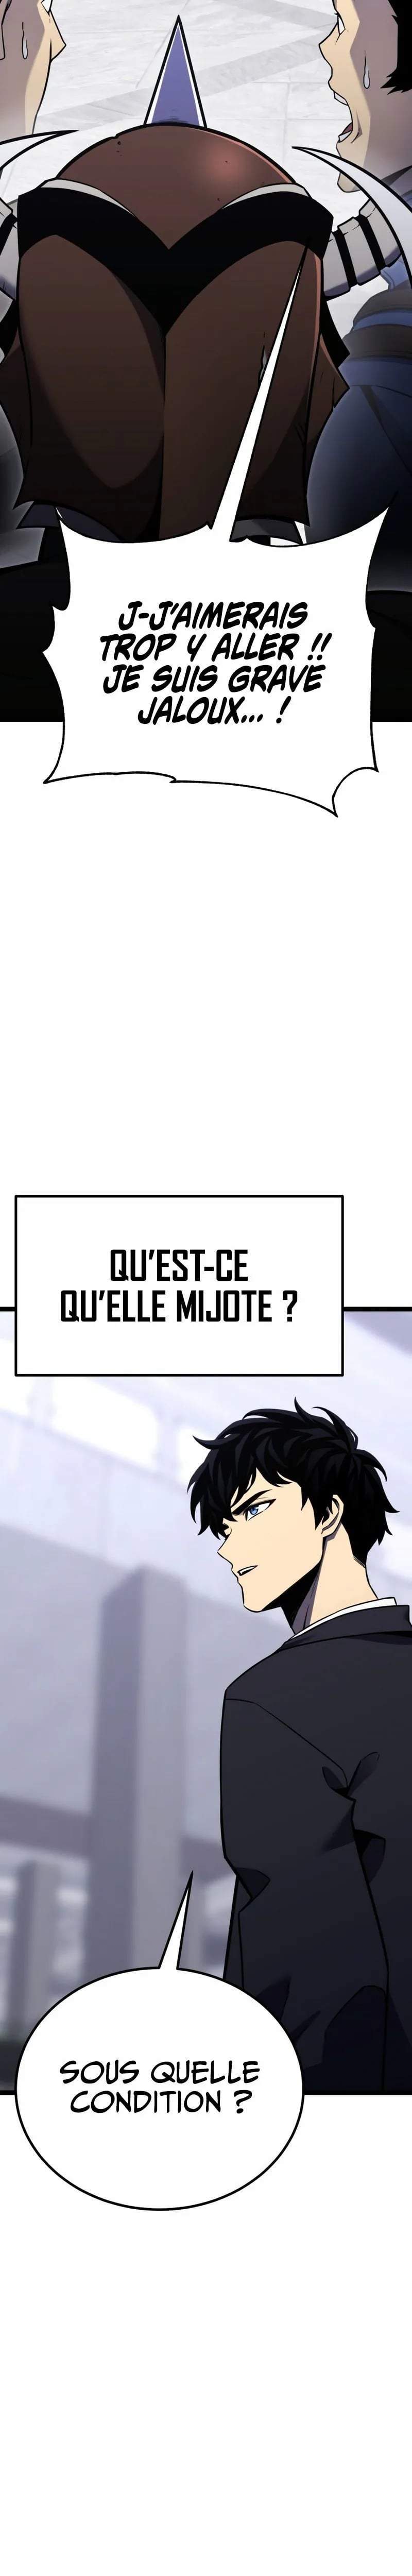 J-J'AIMERAIS
TROP Y ALLER !!
JE SUIS GRAVE
JALOUX... !
QU'EST-CE
QU'ELLE MIJOTE ?
SOUS QUELLE
CONDITION ?